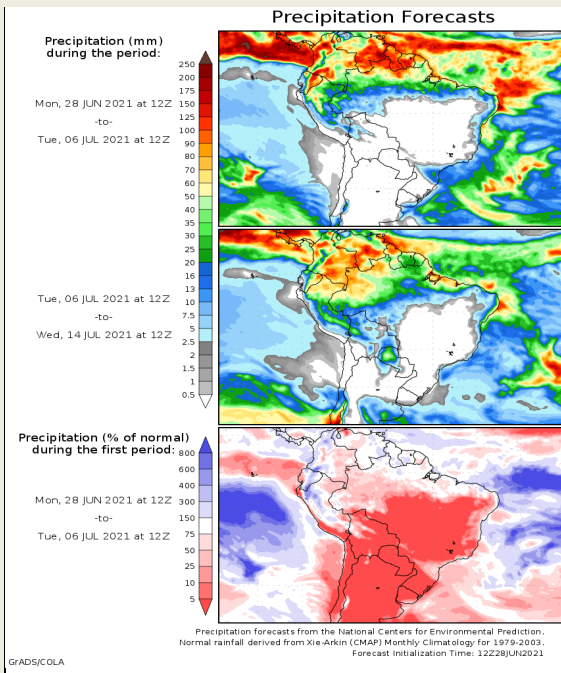 Precipitation Forecasts
Precipitation (mm)
during the period:
Mon, 28 JUN 2021 at 12Z
-to-
Tue, 06 JUL 2021 at 12Z
250
200
175
150
125
100
90
80
70
60
50
40
35
30
25
20
16
13
10
7.5
5
2.5
2
1.5
1
0.5
Tue, 06 JUL 2021 at 12Z
-to-
Wed, 14 JUL 2021 at 12Z
Precipitation (% of normal)
during the first period:
Mon, 28 JUN 2021 at 12Z
-to-
Tue, 06 JUL 2021 at 12Z
800
600
400
300
150
75
50
25
10
5
Precipitation forecasts from the National Centers for Environmental Prediction.
Normal rainfall derived from Xie-Arkin (CMAP) Monthly Climatology for 1979-2003.
Forecast Initialization Time: 12Z28JUN2021
GrADS/COLA